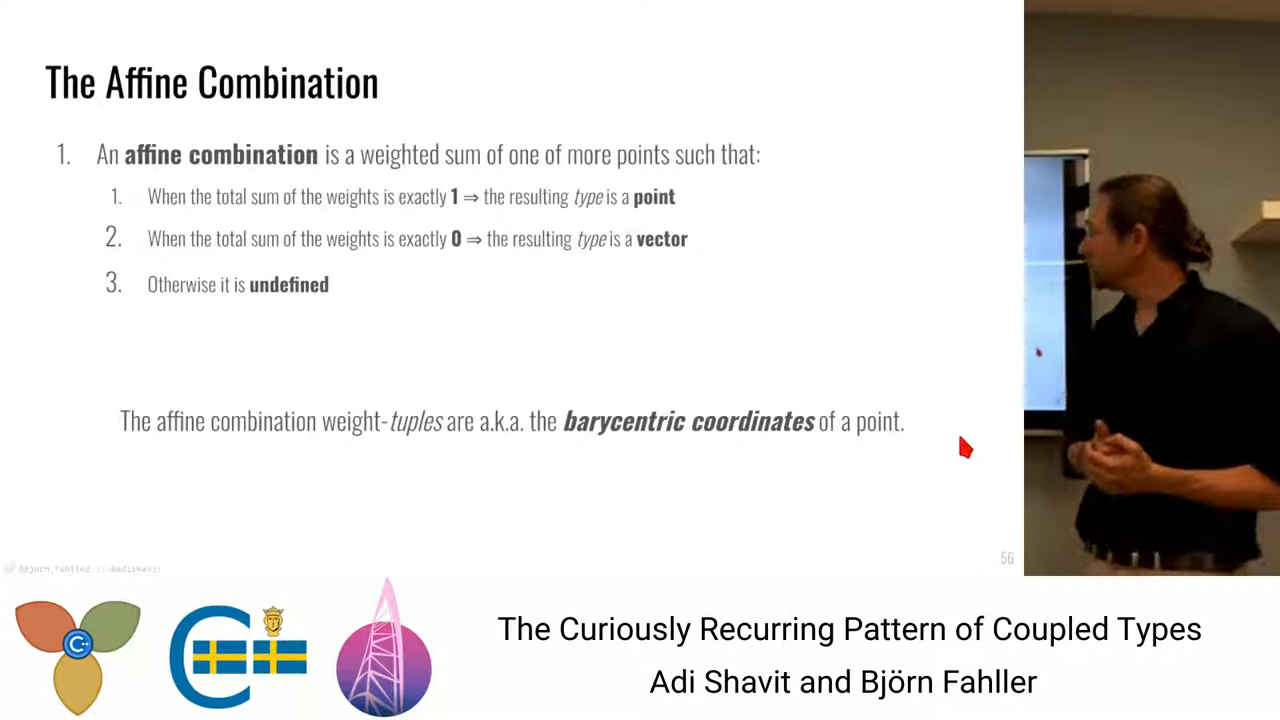 The Affine Combination
1. An affine combination is a weighted sum of one of more points such that:
1. When the total sum of the weights is exactly 1 ⇒ the resulting type is a point
2. When the total sum of the weights is exactly 0 ⇒ the resulting type is a vector
3. Otherwise it is undefined
The affine combination weight-tuples are a.k.a. the barycentric coordinates of a point.
56
@bjorn_fahller :: @adishavit
The Curiously Recurring Pattern of Coupled Types
Adi Shavit and Björn Fahller